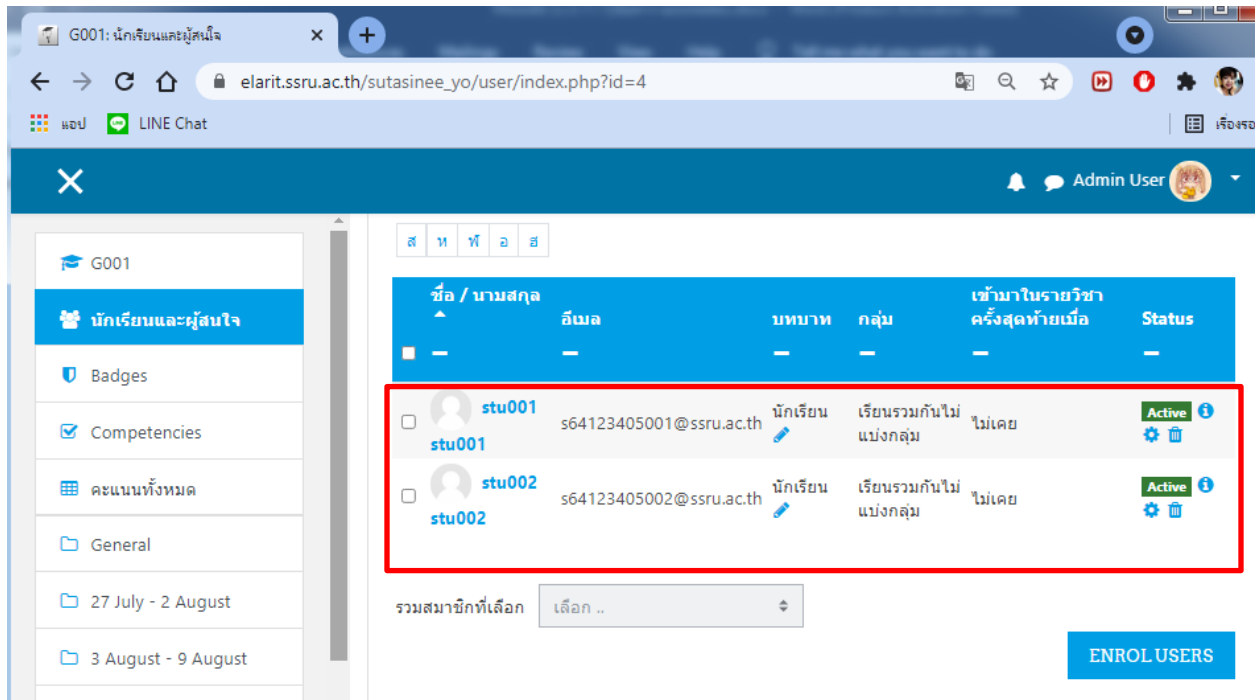 G001: นักเรียนและผู้สนใจ
elarit.ssru.ac.th/sutasinee_yo/user/index.php?id=4
แอป LINE Chat
Admin User
ส ห ฬ อ ฮ
G001
นักเรียนและผู้สนใจ
Badges
Competencies
คะแนนทั้งหมด
General
27 July - 2 August
3 August - 9 August
ชื่อ / นามสกุล อีเมล บทบาท กลุ่ม เข้ามาในรายวิชา
ครั้งสุดท้ายเมื่อ Status
stu001
stu001 s64123405001@ssru.ac.th นักเรียน เรียนรวมกันไม่
แบ่งกลุ่ม ไม่เคย Active
stu002
stu002 s64123405002@ssru.ac.th นักเรียน เรียนรวมกันไม่
แบ่งกลุ่ม ไม่เคย Active
รวมสมาชิกที่เลือก เลือก ..
ENROL USERS